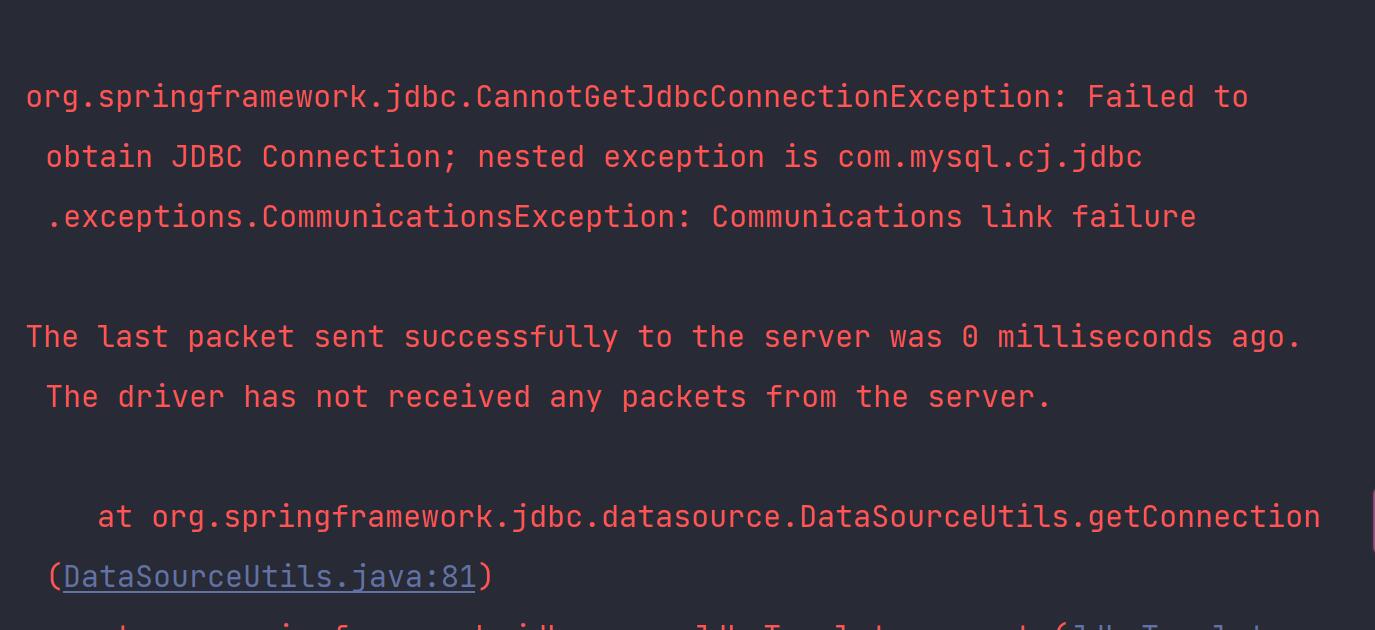 org.springframework.jdbc.CannotGetJdbcConnectionException: Failed to
obtain JDBC Connection; nested exception is com.mysql.cj.jdbc
.exceptions.CommunicationsException: Communications link failure
The last packet sent successfully to the server was 0 milliseconds ago.
The driver has not received any packets from the server.
at org.springframework.jdbc.datasource.DataSourceUtils.getConnection
(DataSourceUtils.java:81)